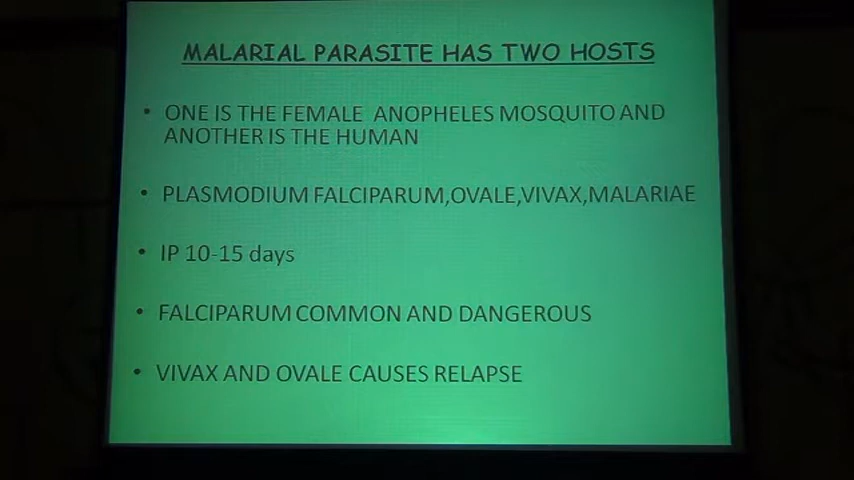 MALARIAL PARASITE HAS TWO HOSTS
• ONE IS THE FEMALE ANOPHELES MOSQUITO AND
ANOTHER IS THE HUMAN
• PLASMODIUM FALCIPARUM,OVALE,VIVAX,MALARIAE
• IP 10-15 days
• FALCIPARUM COMMON AND DANGEROUS
• VIVAX AND OVALE CAUSES RELAPSE